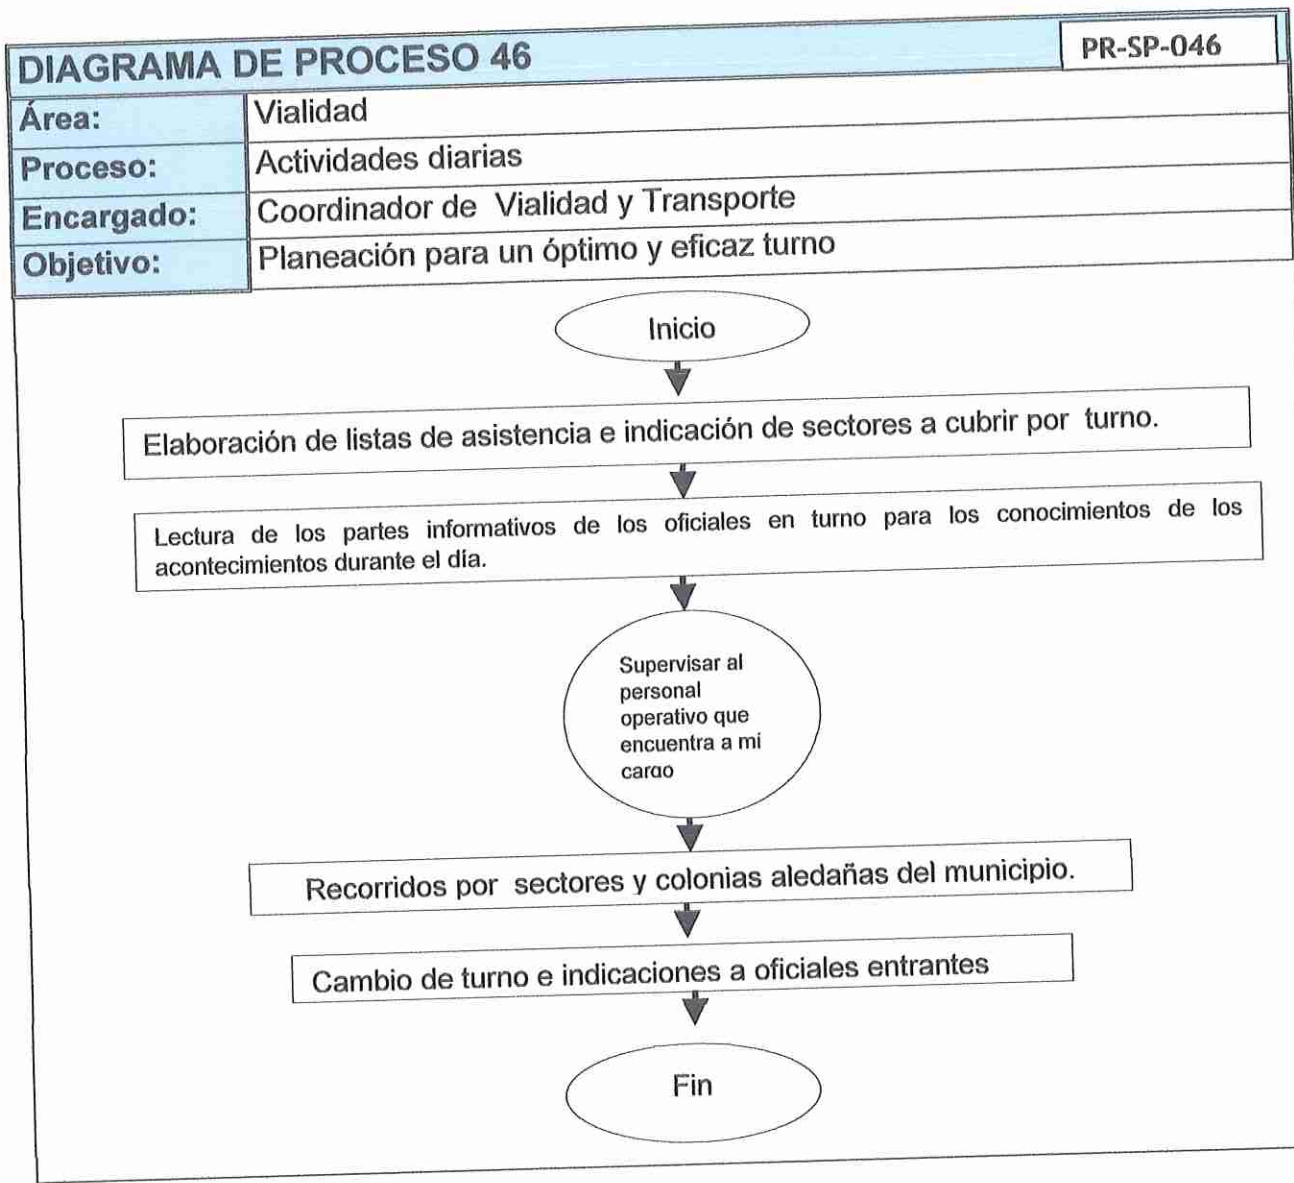 DIAGRAMA DE PROCESO 46
PR-SP-046
Área:
Vialidad
Proceso:
Actividades diarias
Encargado:
Coordinador de Vialidad y Transporte
Objetivo:
Planeación para un óptimo y eficaz turno
Inicio
Elaboración de listas de asistencia e indicación de sectores a cubrir por turno.
Lectura de los partes informativos de los oficiales en turno para los conocimientos de los
acontecimientos durante el día.
Supervisar al
personal
operativo que
encuentra a mi
cargo
Recorridos por sectores y colonias aledañas del municipio.
Cambio de turno e indicaciones a oficiales entrantes
Fin